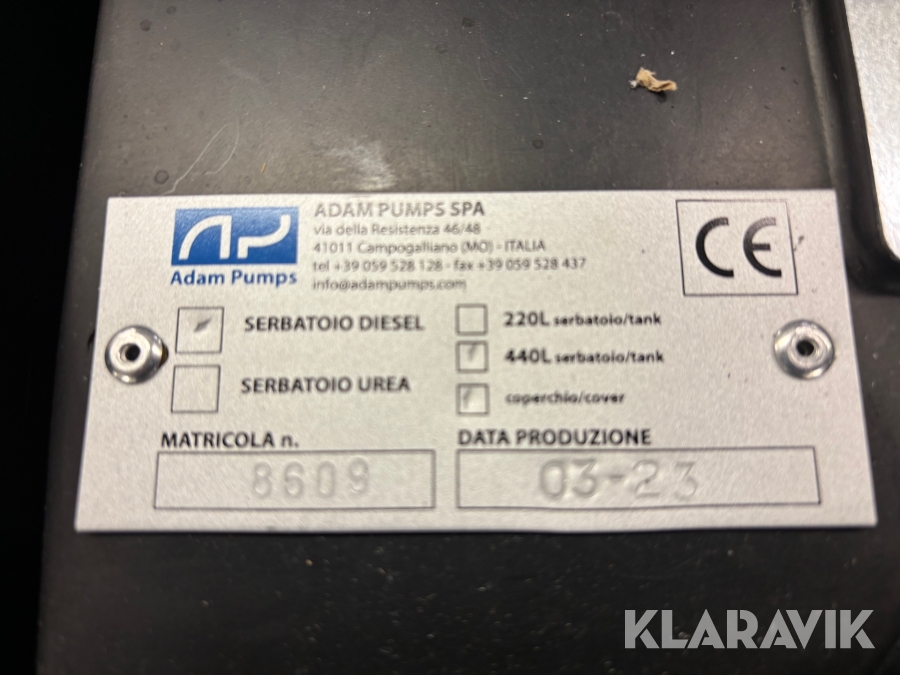 ADAM PUMPS SPA
via della Resistenza 46/48
41011 Campogalliano (MO) - ITALIA
tel +39 059 528 128 - fax +39 059 528 437
info@adampumps.com
AP
Adam Pumps
CE
SERBATOIO DIESEL
SERBATOIO UREA
220L serbatoio/tank
440L serbatoio/tank
coperchio/cover
MATRICOLA n.
8609
DATA PRODUZIONE
03-23
KLARAVIK